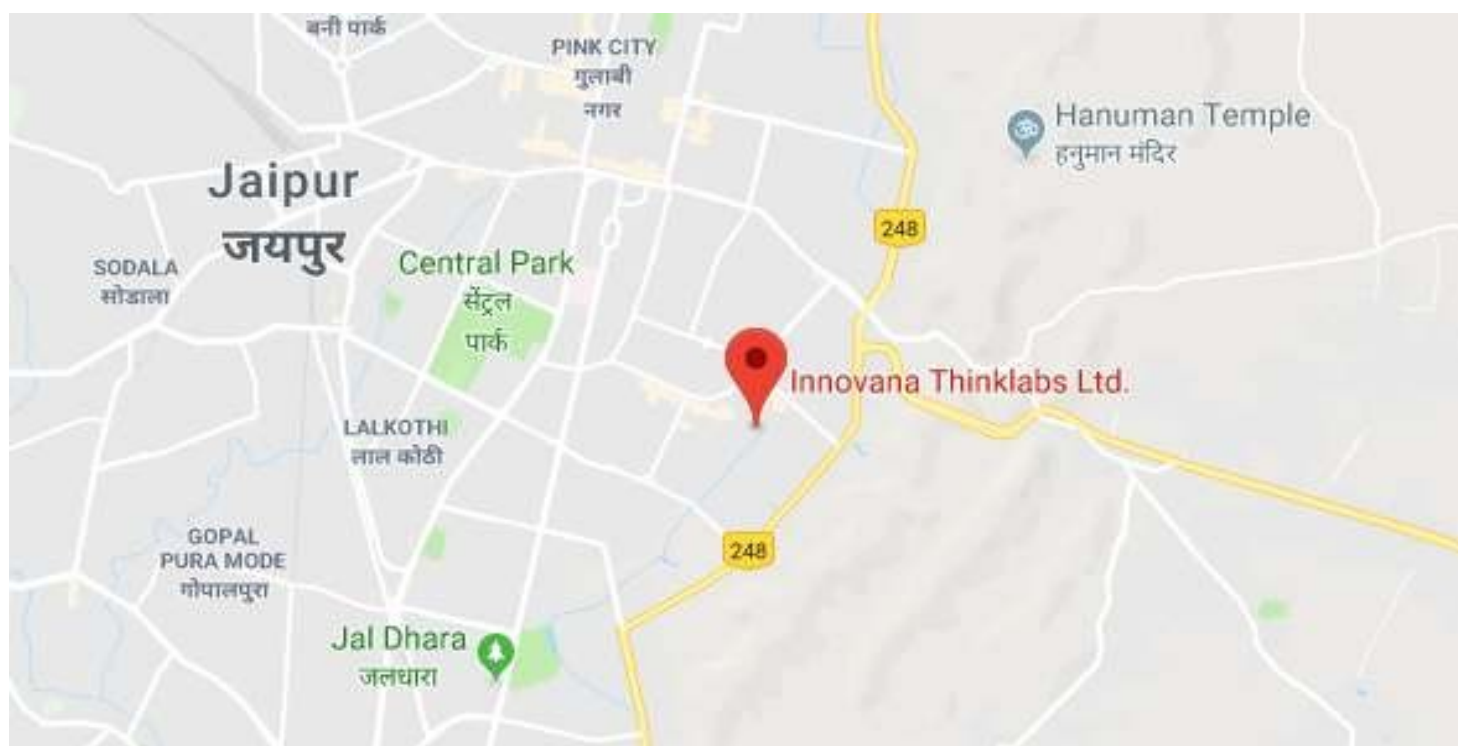 बनी पार्क
PINK CITY
गुलाबी
नगर
Hanuman Temple
हनुमान मंदिर
Jaipur
जयपुर
248
SODALA
सोडाला
Central Park
सेंट्रल
पार्क
Innovana Thinklabs Ltd.
LALKOTHI
लाल कोठी
GOPAL
PURA MODE
गोपालपुरा
248
Jal Dhara
जलधारा